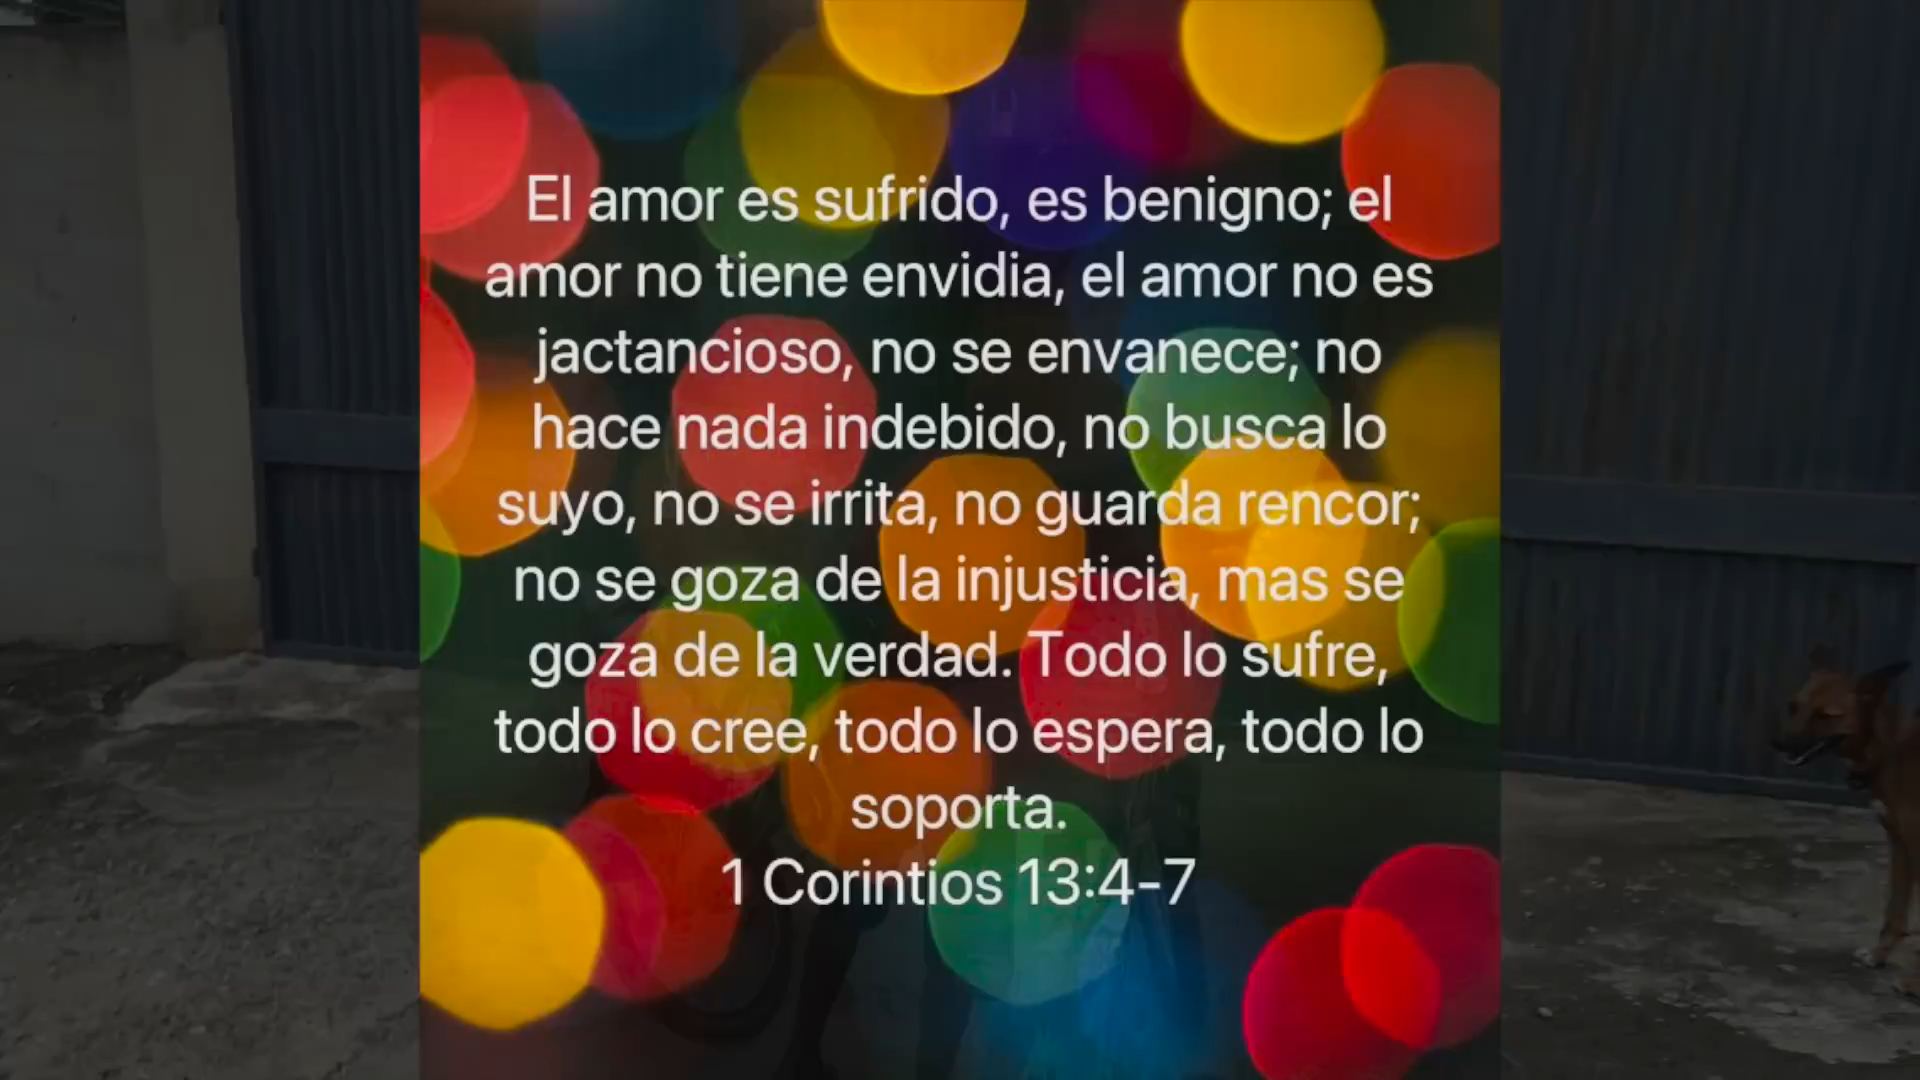 El amor es sufrido, es benigno; el
amor no tiene envidia, el amor no es
jactancioso, no se envanece; no
hace nada indebido, no busca lo
suyo, no se irrita, no guarda rencor;
no se goza de la injusticia, mas se
goza de la verdad. Todo lo sufre,
todo lo cree, todo lo espera, todo lo
soporta.
1 Corintios 13:4-7